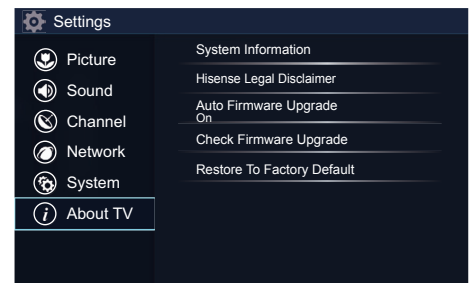 Settings
Picture
Sound
Channel
Network
System
About TV
System Information
Hisense Legal Disclaimer
Auto Firmware Upgrade
On
Check Firmware Upgrade
Restore To Factory Default